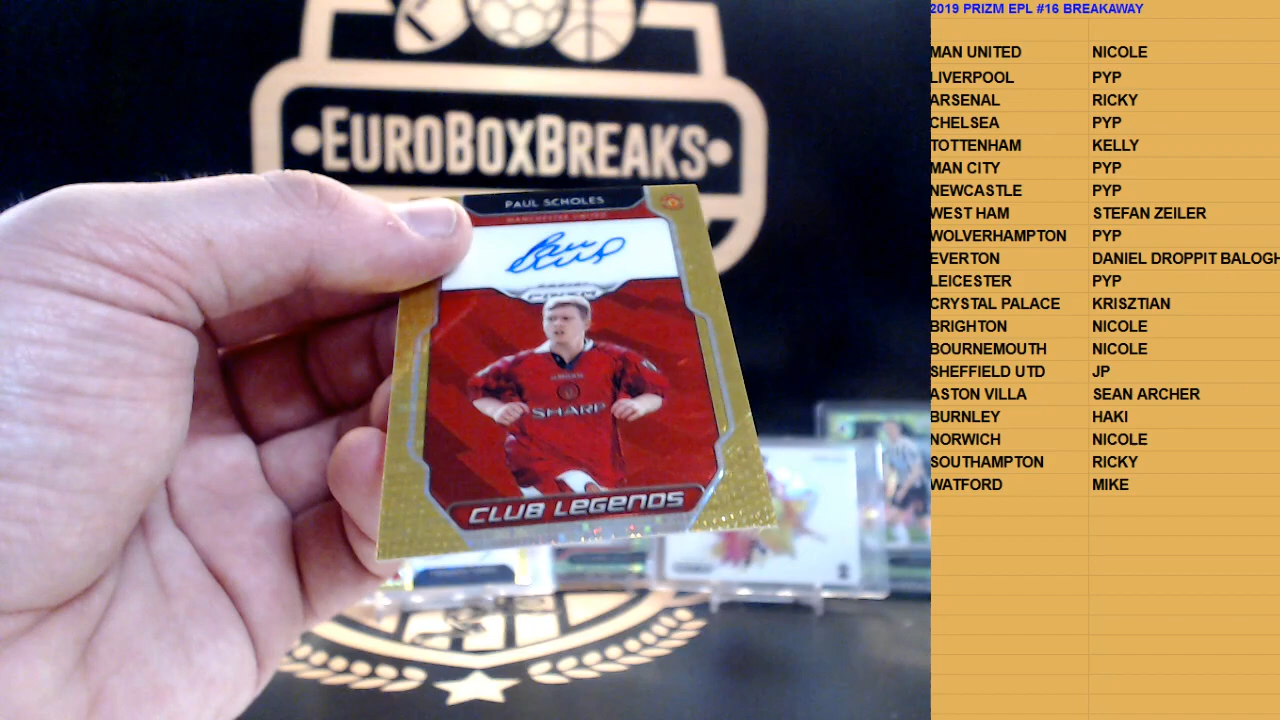 EUROBOXBREAKS
PAUL SCHOLES
MANCHESTER UNITED
PRIZM
SHARP
CLUB LEGENDS
2019 PRIZM EPL #16 BREAKAWAY
MAN UNITED NICOLE
LIVERPOOL PYP
ARSENAL RICKY
CHELSEA PYP
TOTTENHAM KELLY
MAN CITY PYP
NEWCASTLE PYP
WEST HAM STEFAN ZEILER
WOLVERHAMPTON PYP
EVERTON DANIEL DROPPIT BALOGH
LEICESTER PYP
CRYSTAL PALACE KRISZTIAN
BRIGHTON NICOLE
BOURNEMOUTH NICOLE
SHEFFIELD UTD JP
ASTON VILLA SEAN ARCHER
BURNLEY HAKI
NORWICH NICOLE
SOUTHAMPTON RICKY
WATFORD MIKE